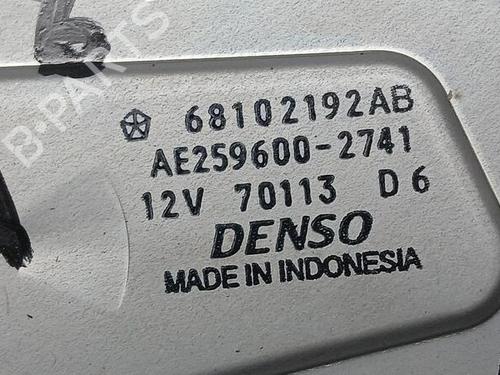 B-PARTS
68102192AB
AE259600-2741
12V 70113 D6
DENSO
MADE IN INDONESIA